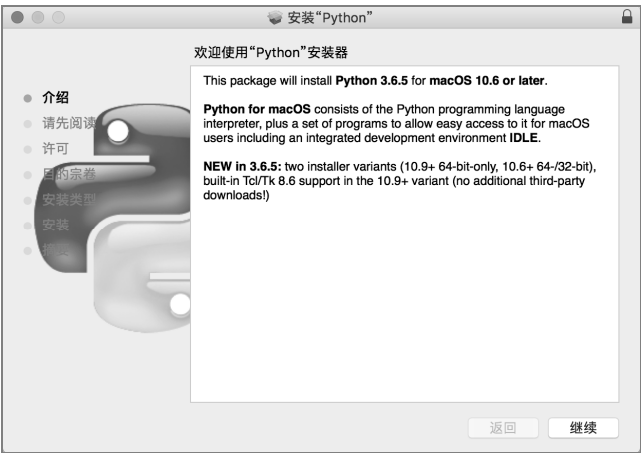 安装“Python”
欢迎使用“Python”安装器
介绍
请先阅读
许可
目的宗卷
安装类型
安装
摘要
This package will install Python 3.6.5 for macOS 10.6 or later.
Python for macOS consists of the Python programming language
interpreter, plus a set of programs to allow easy access to it for macOS
users including an integrated development environment IDLE.
NEW in 3.6.5: two installer variants (10.9+ 64-bit-only, 10.6+ 64-/32-bit),
built-in Tcl/Tk 8.6 support in the 10.9+ variant (no additional third-party
downloads!)
返回
继续